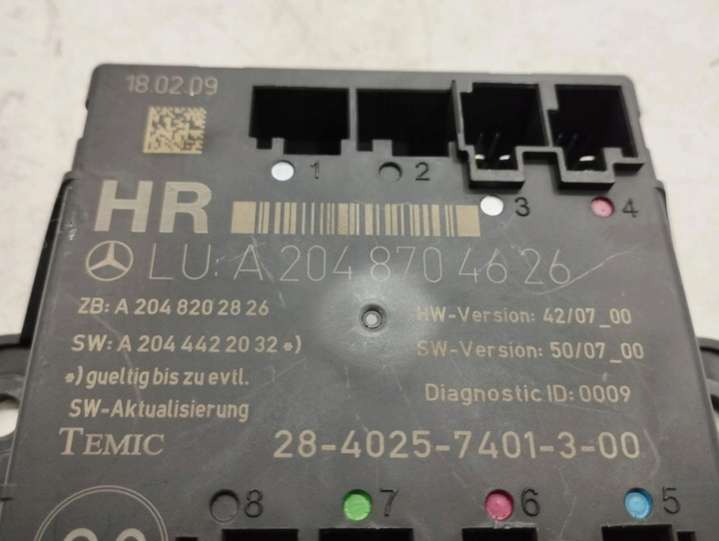 18.02.09
1 2 3 4
HR
LU: A 204 870 46 26
ZB: A 204 820 28 26
HW-Version: 42/07_00
SW: A 204 442 20 32 *)
SW-Version: 50/07_00
*) gueltig bis zu evtl.
SW-Aktualisierung
Diagnostic ID: 0009
TEMIC
28-4025-7401-3-00
8 7 6 5